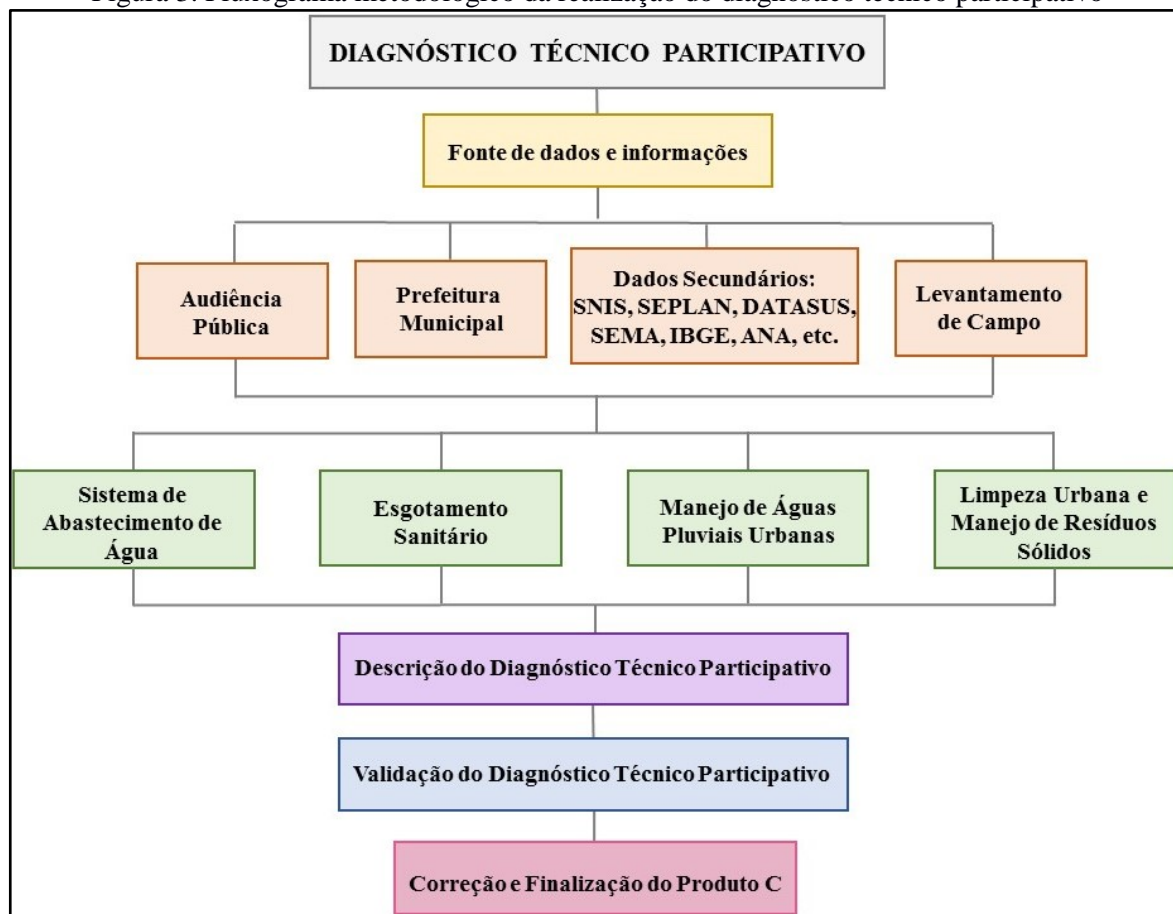 DIAGNÓSTICO TÉCNICO PARTICIPATIVO
Fonte de dados e informações
Audiência
Pública
Prefeitura
Municipal
Dados Secundários:
SNIS, SEPLAN, DATASUS,
SEMA, IBGE, ANA, etc.
Levantamento
de Campo
Sistema de
Abastecimento de
Água
Esgotamento
Sanitário
Manejo de Águas
Pluviais Urbanas
Limpeza Urbana e
Manejo de Resíduos
Sólidos
Descrição do Diagnóstico Técnico Participativo
Validação do Diagnóstico Técnico Participativo
Correção e Finalização do Produto C